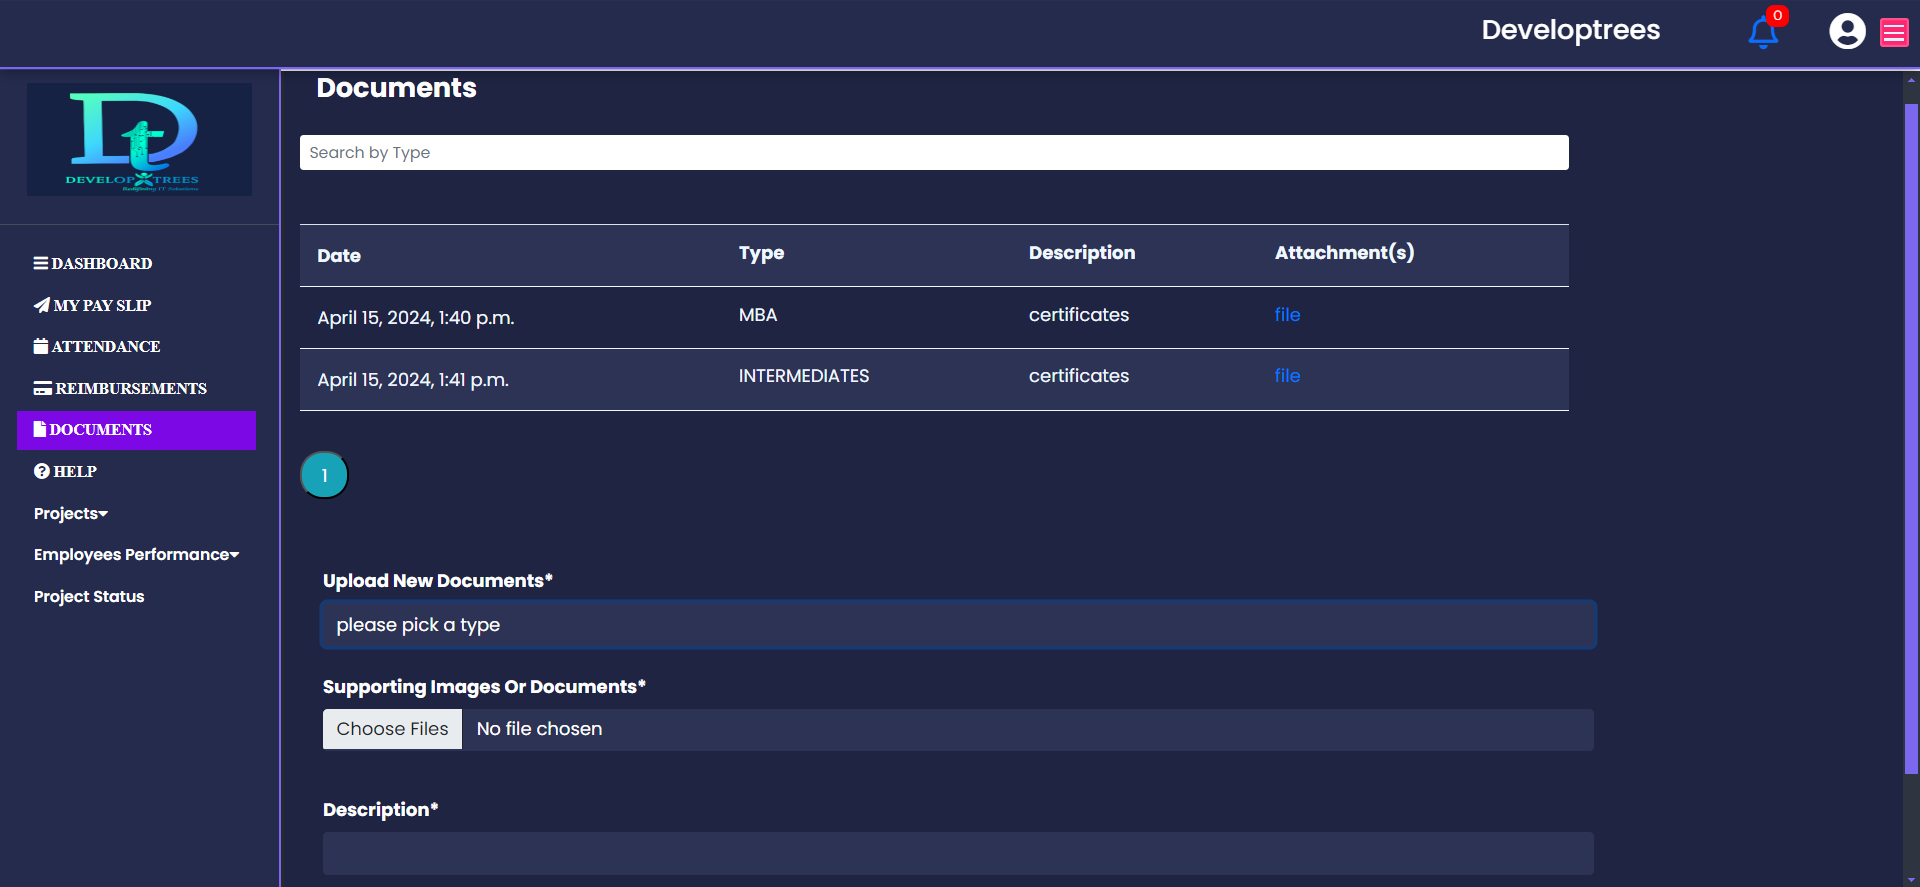 Developtrees
0
DEVELOP TREES
Documents
Search by Type
DASHBOARD
MY PAY SLIP
ATTENDANCE
REIMBURSEMENTS
DOCUMENTS
HELP
Projects
Employees Performance
Project Status
Date Type Description Attachment(s)
April 15, 2024, 1:40 p.m. MBA certificates file
April 15, 2024, 1:41 p.m. INTERMEDIATES certificates file
1
Upload New Documents*
please pick a type
Supporting Images Or Documents*
Choose Files No file chosen
Description*